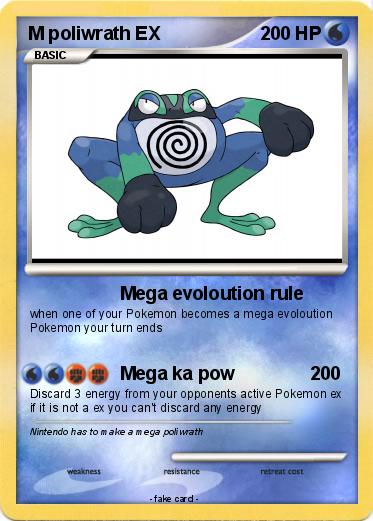 M poliwrath EX 200 HP
BASIC
Mega evoloution rule
when one of your Pokemon becomes a mega evoloution
Pokemon your turn ends
Mega ka pow 200
Discard 3 energy from your opponents active Pokemon ex
if it is not a ex you can't discard any energy
Nintendo has to make a mega poliwrath
weakness resistance retreat cost
- fake card -